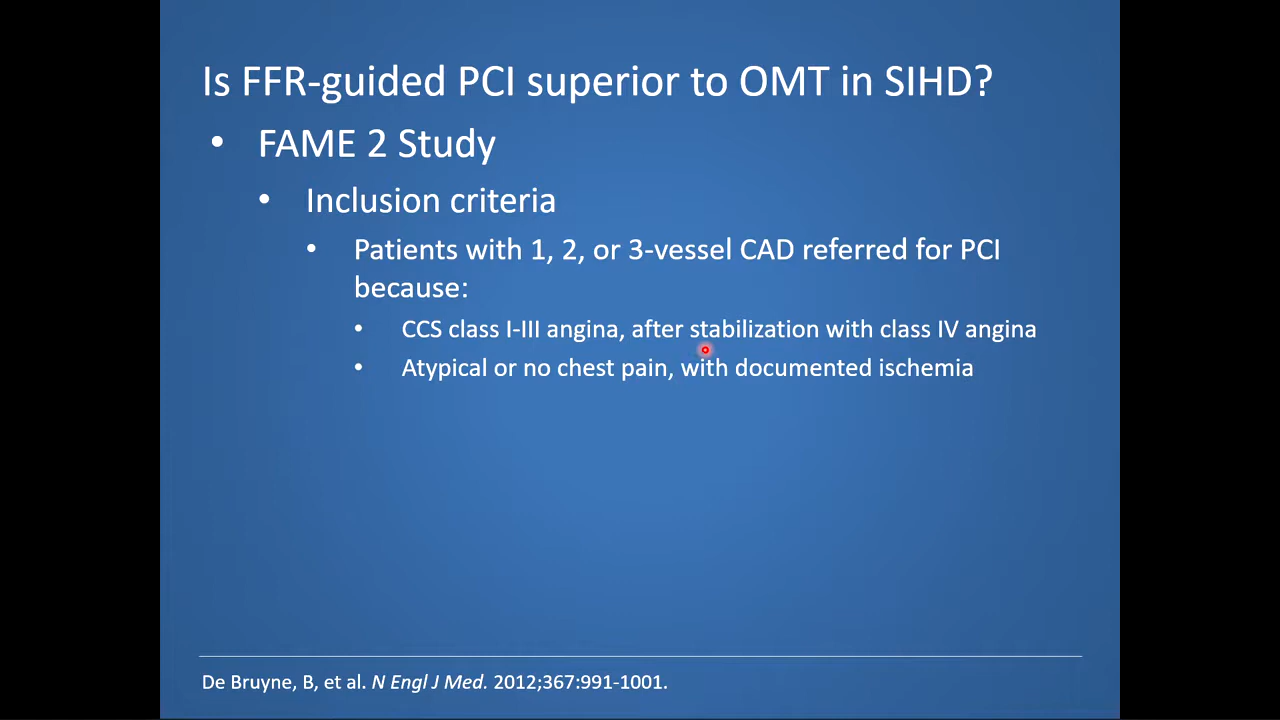 Is FFR-guided PCI superior to OMT in SIHD?
• FAME 2 Study
• Inclusion criteria
• Patients with 1, 2, or 3-vessel CAD referred for PCI
because:
• CCS class I-III angina, after stabilization with class IV angina
• Atypical or no chest pain, with documented ischemia
De Bruyne, B, et al. N Engl J Med. 2012;367:991-1001.